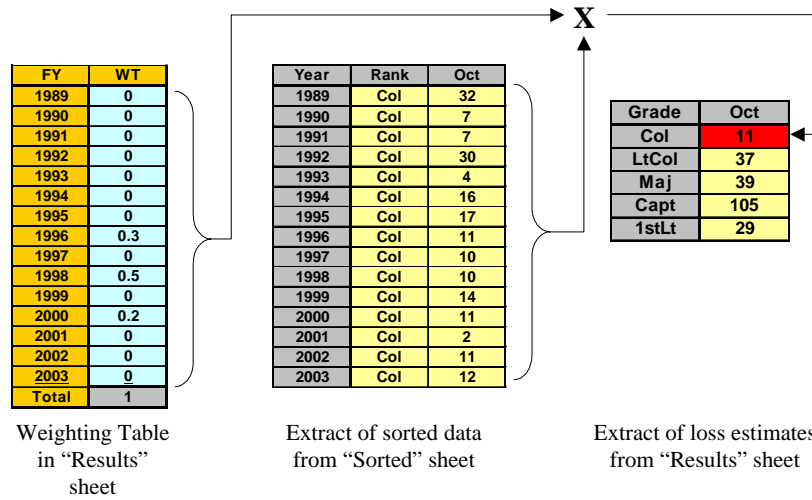 X
FY WT
1989 0
1990 0
1991 0
1992 0
1993 0
1994 0
1995 0
1996 0.3
1997 0
1998 0.5
1999 0
2000 0.2
2001 0
2002 0
2003 0
Total 1
Year Rank Oct
1989 Col 32
1990 Col 7
1991 Col 7
1992 Col 30
1993 Col 4
1994 Col 16
1995 Col 17
1996 Col 11
1997 Col 10
1998 Col 10
1999 Col 14
2000 Col 11
2001 Col 2
2002 Col 11
2003 Col 12
Grade Oct
Col 11
LtCol 37
Maj 39
Capt 105
1stLt 29
Weighting Table
in “Results”
sheet
Extract of sorted data
from “Sorted” sheet
Extract of loss estimates
from “Results” sheet